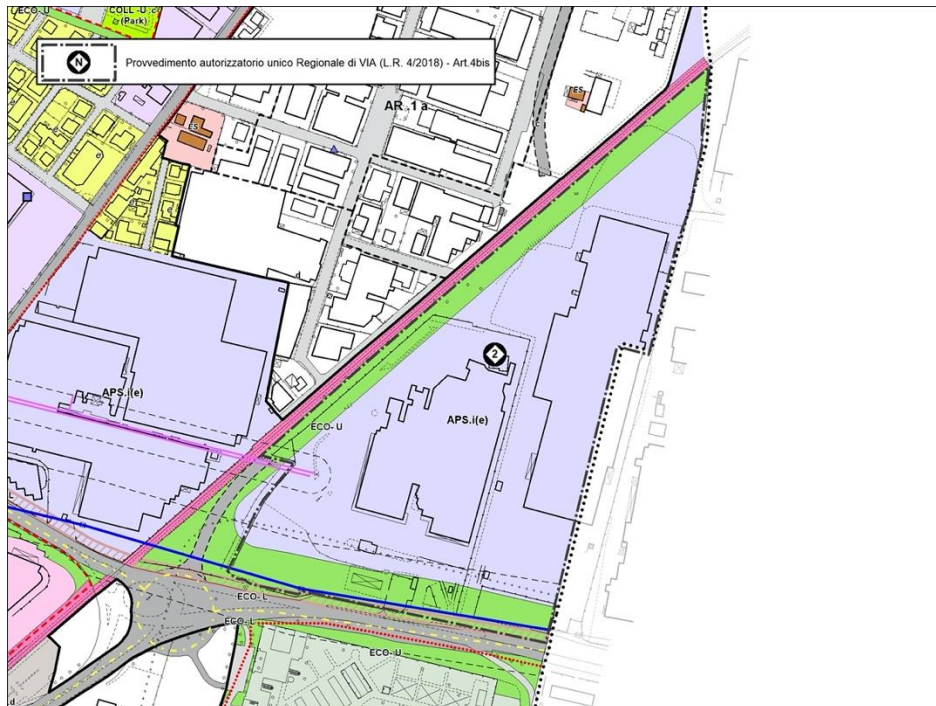 ECO- U
COLL -U :c
(Park)
N
Provvedimento autorizzatorio unico Regionale di VIA (L.R. 4/2018) - Art.4bis
AR .1 a
ES
ES
2
APS.i(e)
APS.i(e)
ECO- U
ECO- L
ECO- L
ECO- U
d